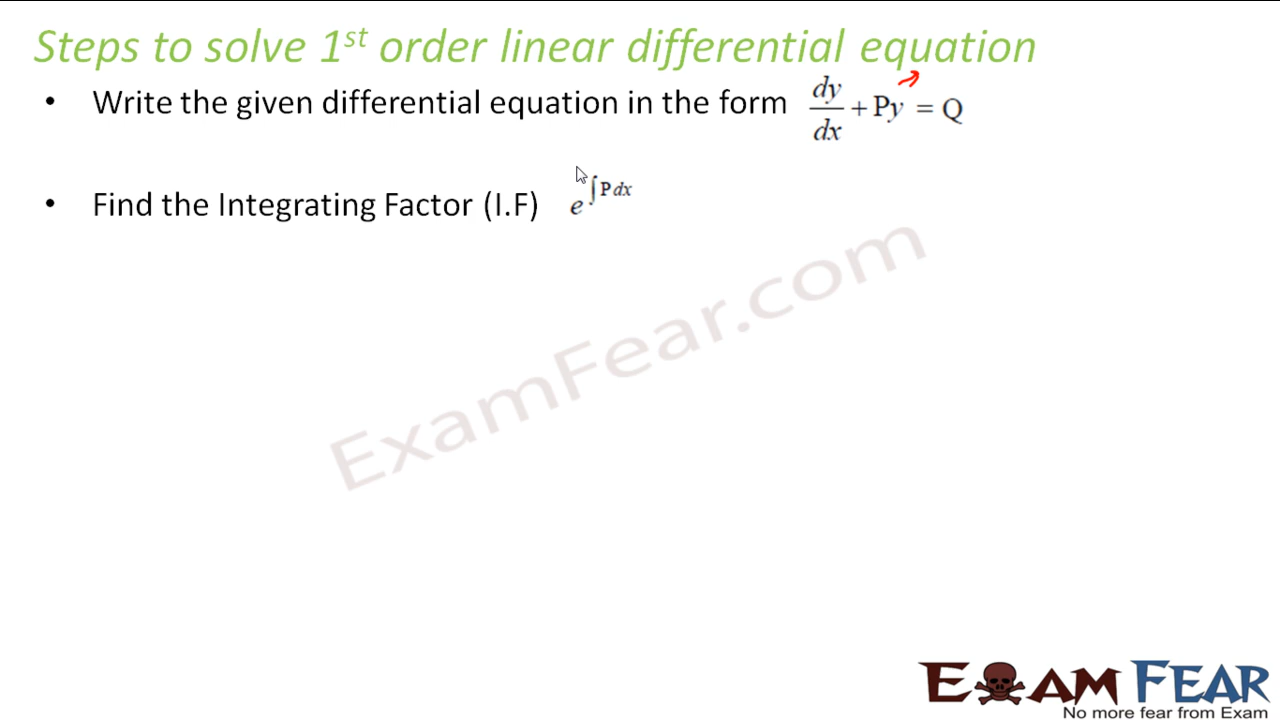 Steps to solve 1st order linear differential equation
• Write the given differential equation in the form dy/dx + Py = Q
• Find the Integrating Factor (I.F) e^∫P dx
ExamFear.com
EXAM FEAR
No more fear from Exam